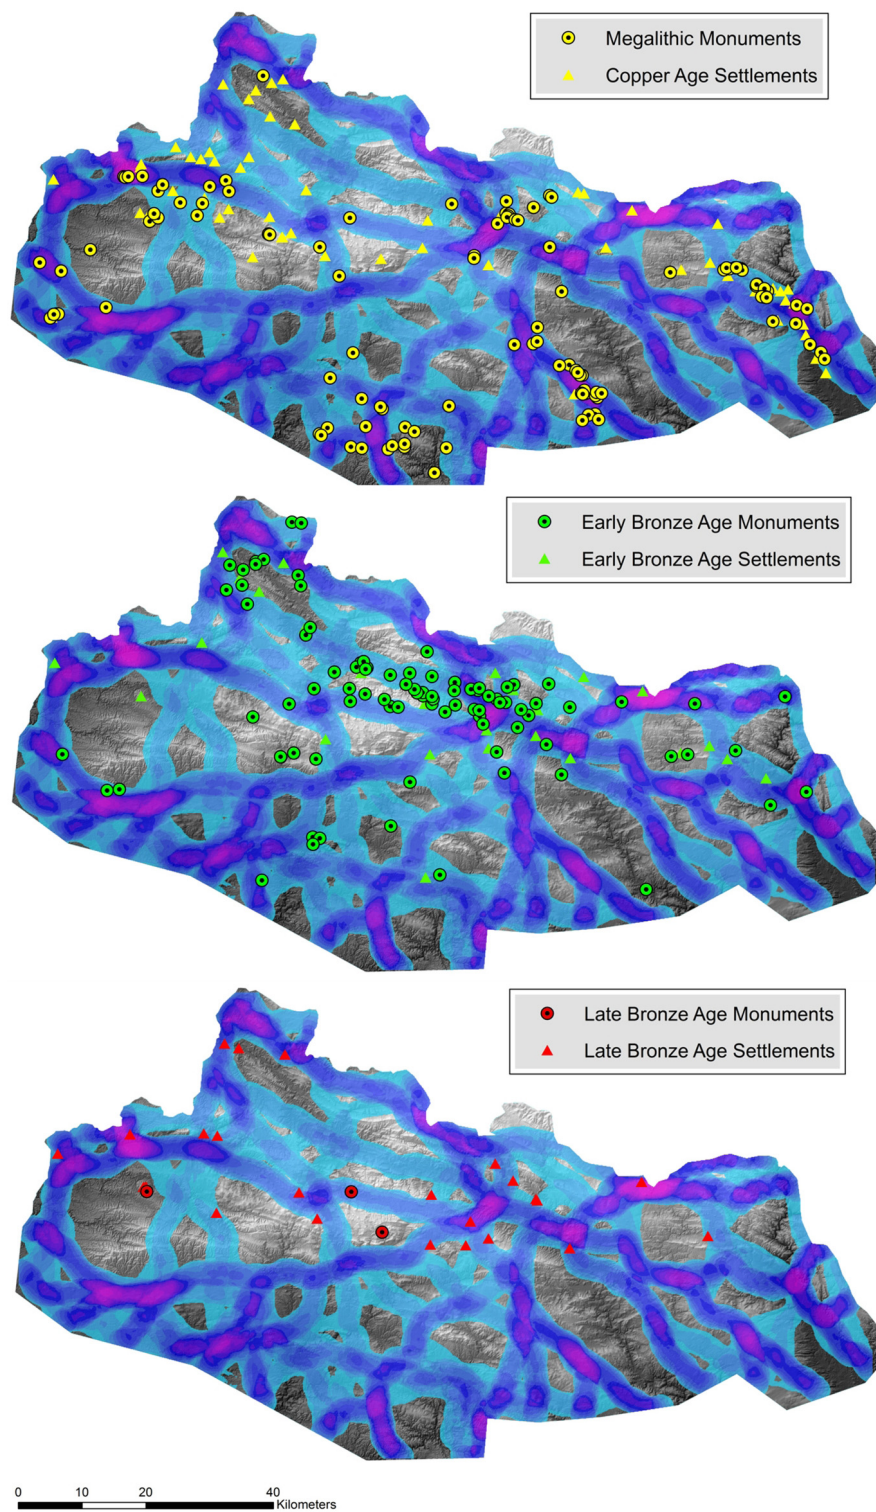 Megalithic Monuments
Copper Age Settlements
Early Bronze Age Monuments
Early Bronze Age Settlements
Late Bronze Age Monuments
Late Bronze Age Settlements
0 10 20 40
Kilometers